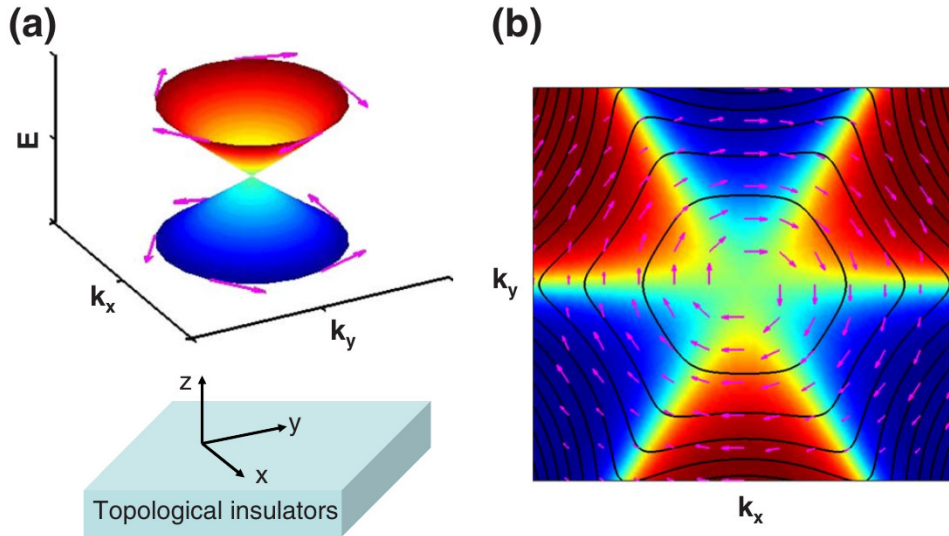 (a)
E
k_x
k_y
z
y
x
Topological insulators
(b)
k_y
k_x